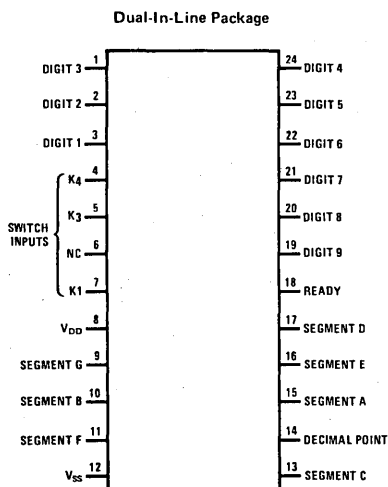 Dual-In-Line Package
DIGIT 3 1
DIGIT 2 2
DIGIT 1 3
K4 4
K3 5
SWITCH
INPUTS
NC 6
K1 7
VDD 8
SEGMENT G 9
SEGMENT B 10
SEGMENT F 11
VSS 12
24 DIGIT 4
23 DIGIT 5
22 DIGIT 6
21 DIGIT 7
20 DIGIT 8
19 DIGIT 9
18 READY
17 SEGMENT D
16 SEGMENT E
15 SEGMENT A
14 DECIMAL POINT
13 SEGMENT C